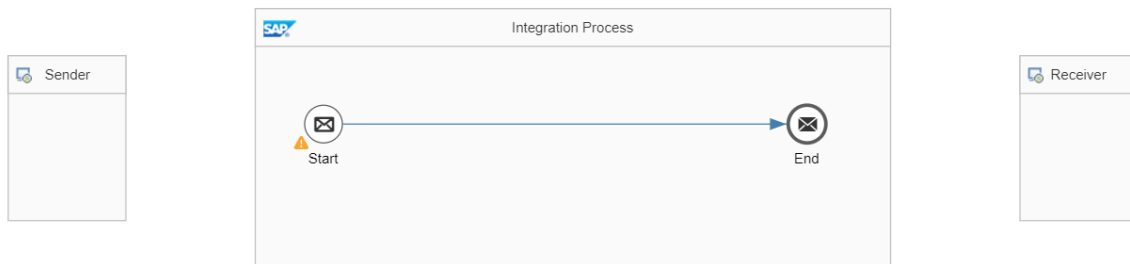 SAP
Integration Process
Sender
Receiver
Start
End